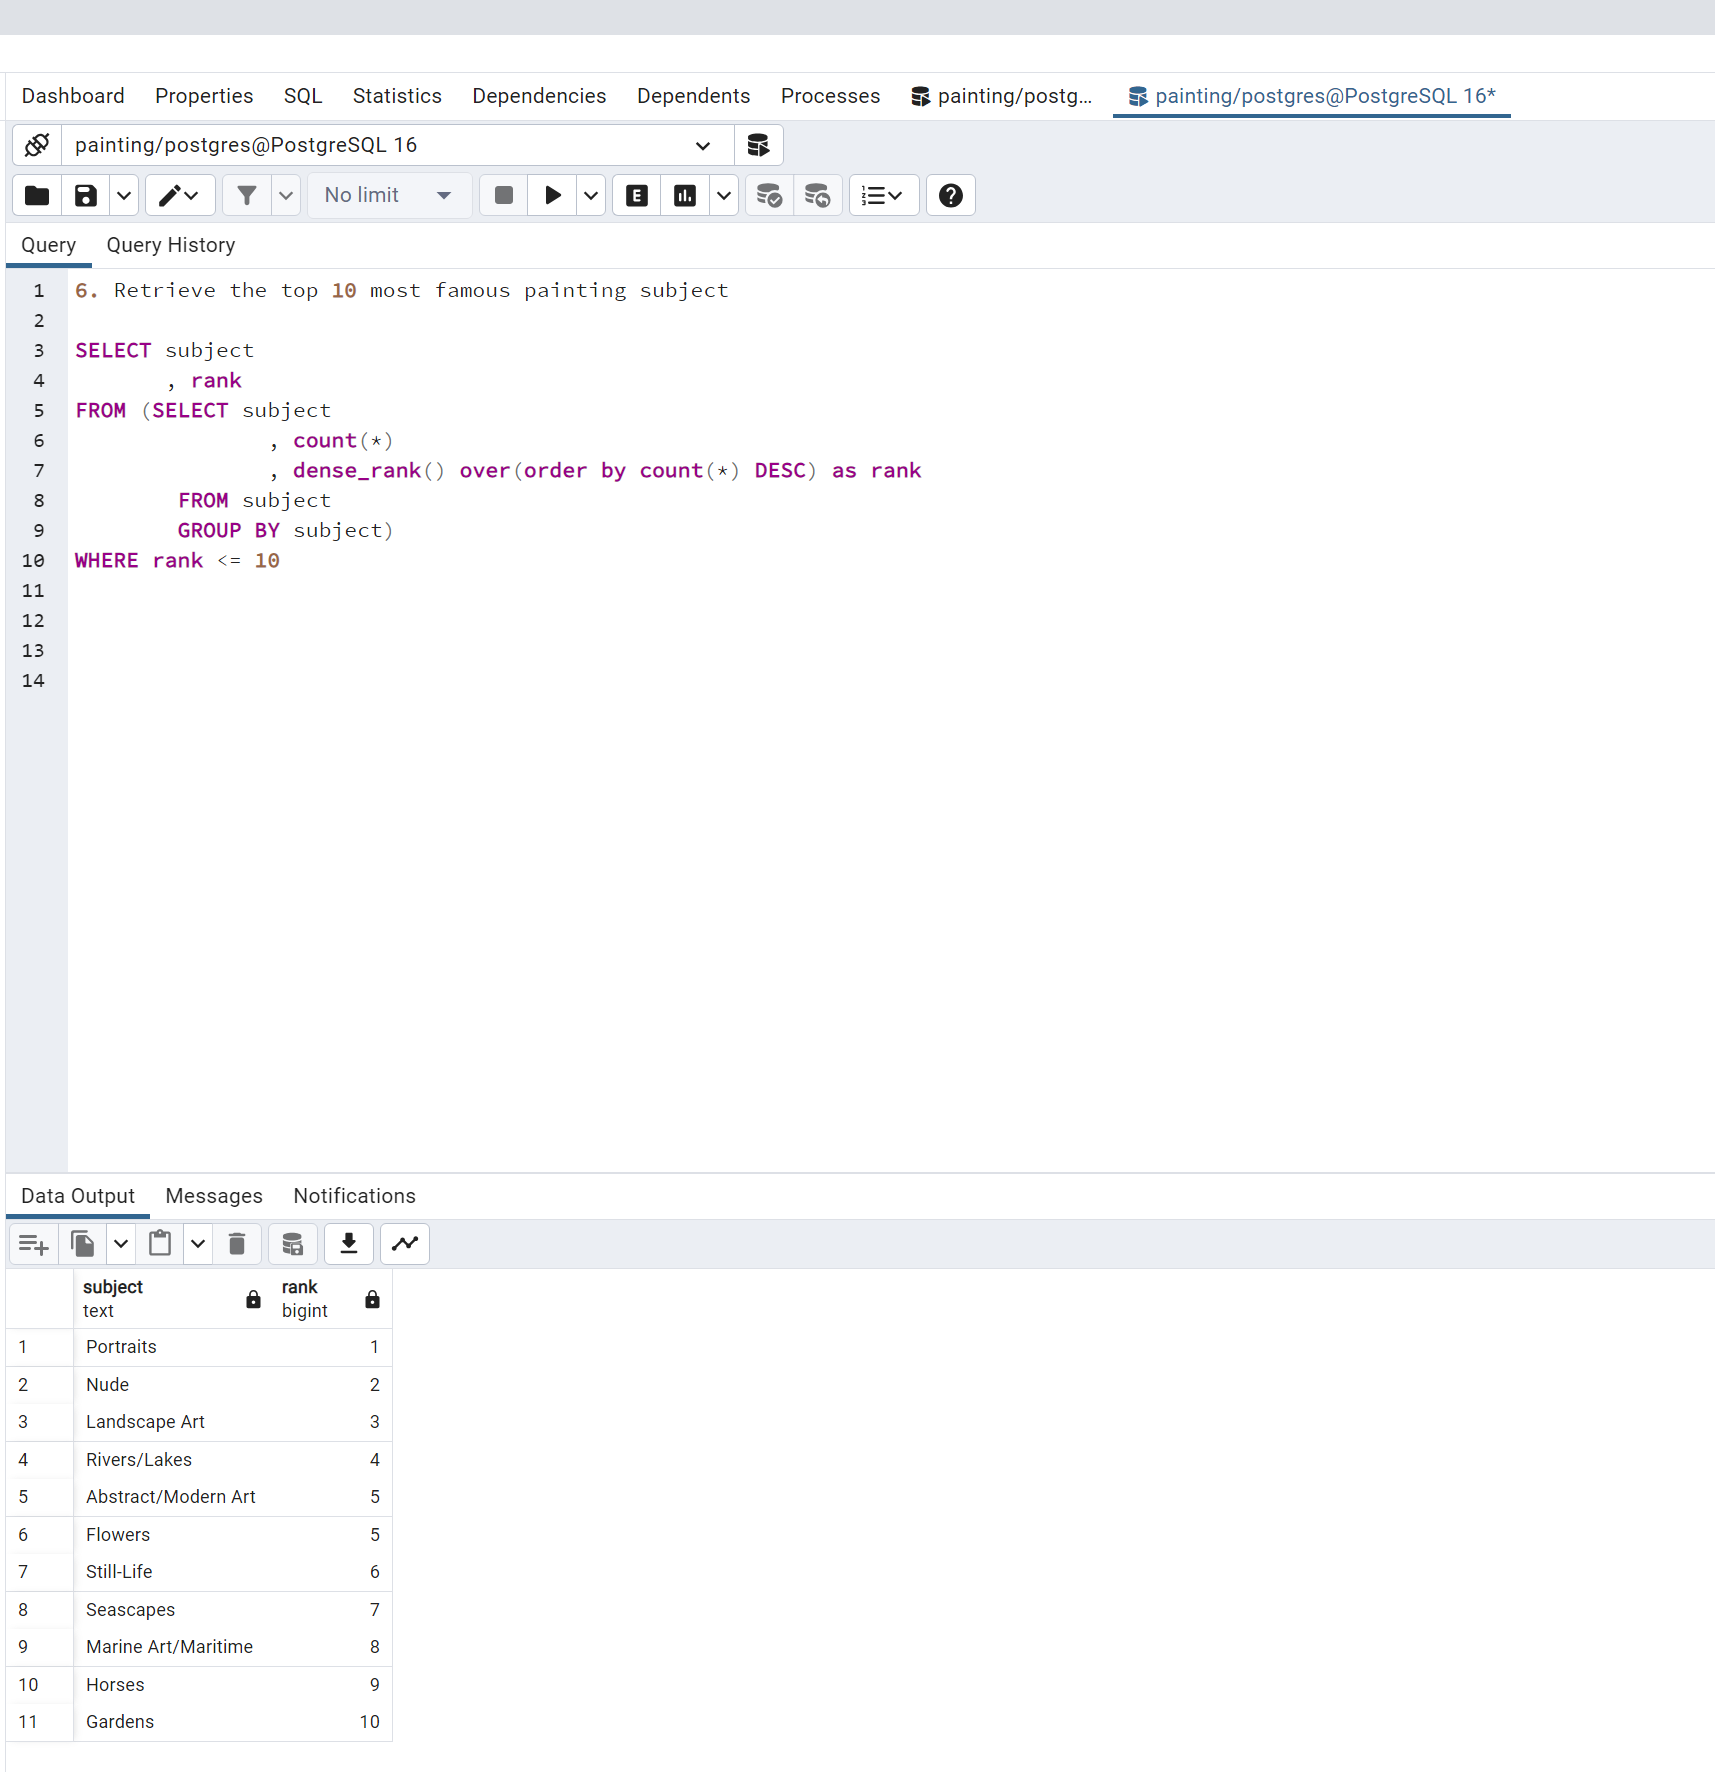 Dashboard Properties SQL Statistics Dependencies Dependents Processes painting/postg... painting/postgres@PostgreSQL 16*
painting/postgres@PostgreSQL 16
No limit E
Query Query History
1 6. Retrieve the top 10 most famous painting subject
2
3 SELECT subject
4 , rank
5 FROM (SELECT subject
6 , count(*)
7 , dense_rank() over(order by count(*) DESC) as rank
8 FROM subject
9 GROUP BY subject)
10 WHERE rank <= 10
11
12
13
14
Data Output Messages Notifications
subject rank
text bigint
1 Portraits 1
2 Nude 2
3 Landscape Art 3
4 Rivers/Lakes 4
5 Abstract/Modern Art 5
6 Flowers 5
7 Still-Life 6
8 Seascapes 7
9 Marine Art/Maritime 8
10 Horses 9
11 Gardens 10